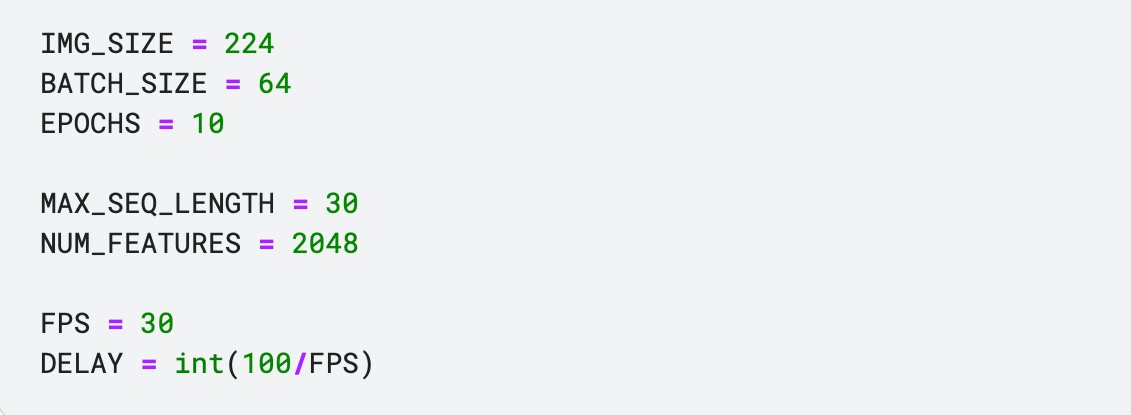 IMG_SIZE = 224
BATCH_SIZE = 64
EPOCHS = 10
MAX_SEQ_LENGTH = 30
NUM_FEATURES = 2048
FPS = 30
DELAY = int(100/FPS)